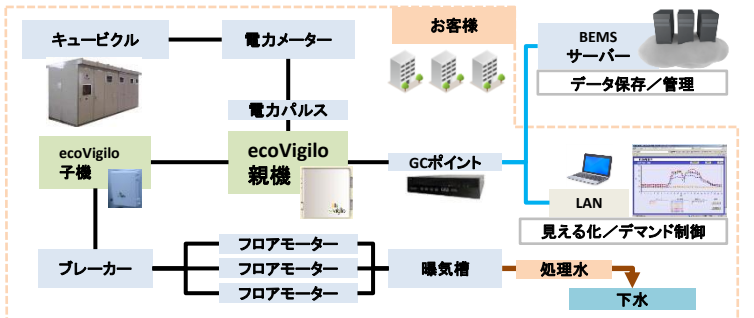 キュービクル
電力メーター
お客様
BEMS
サーバー
データ保存／管理
電力パルス
ecoVigilo
子機
ecoVigilo
親機
GCポイント
LAN
見える化／デマンド制御
ブレーカー
フロアモーター
フロアモーター
フロアモーター
曝気槽
処理水
下水